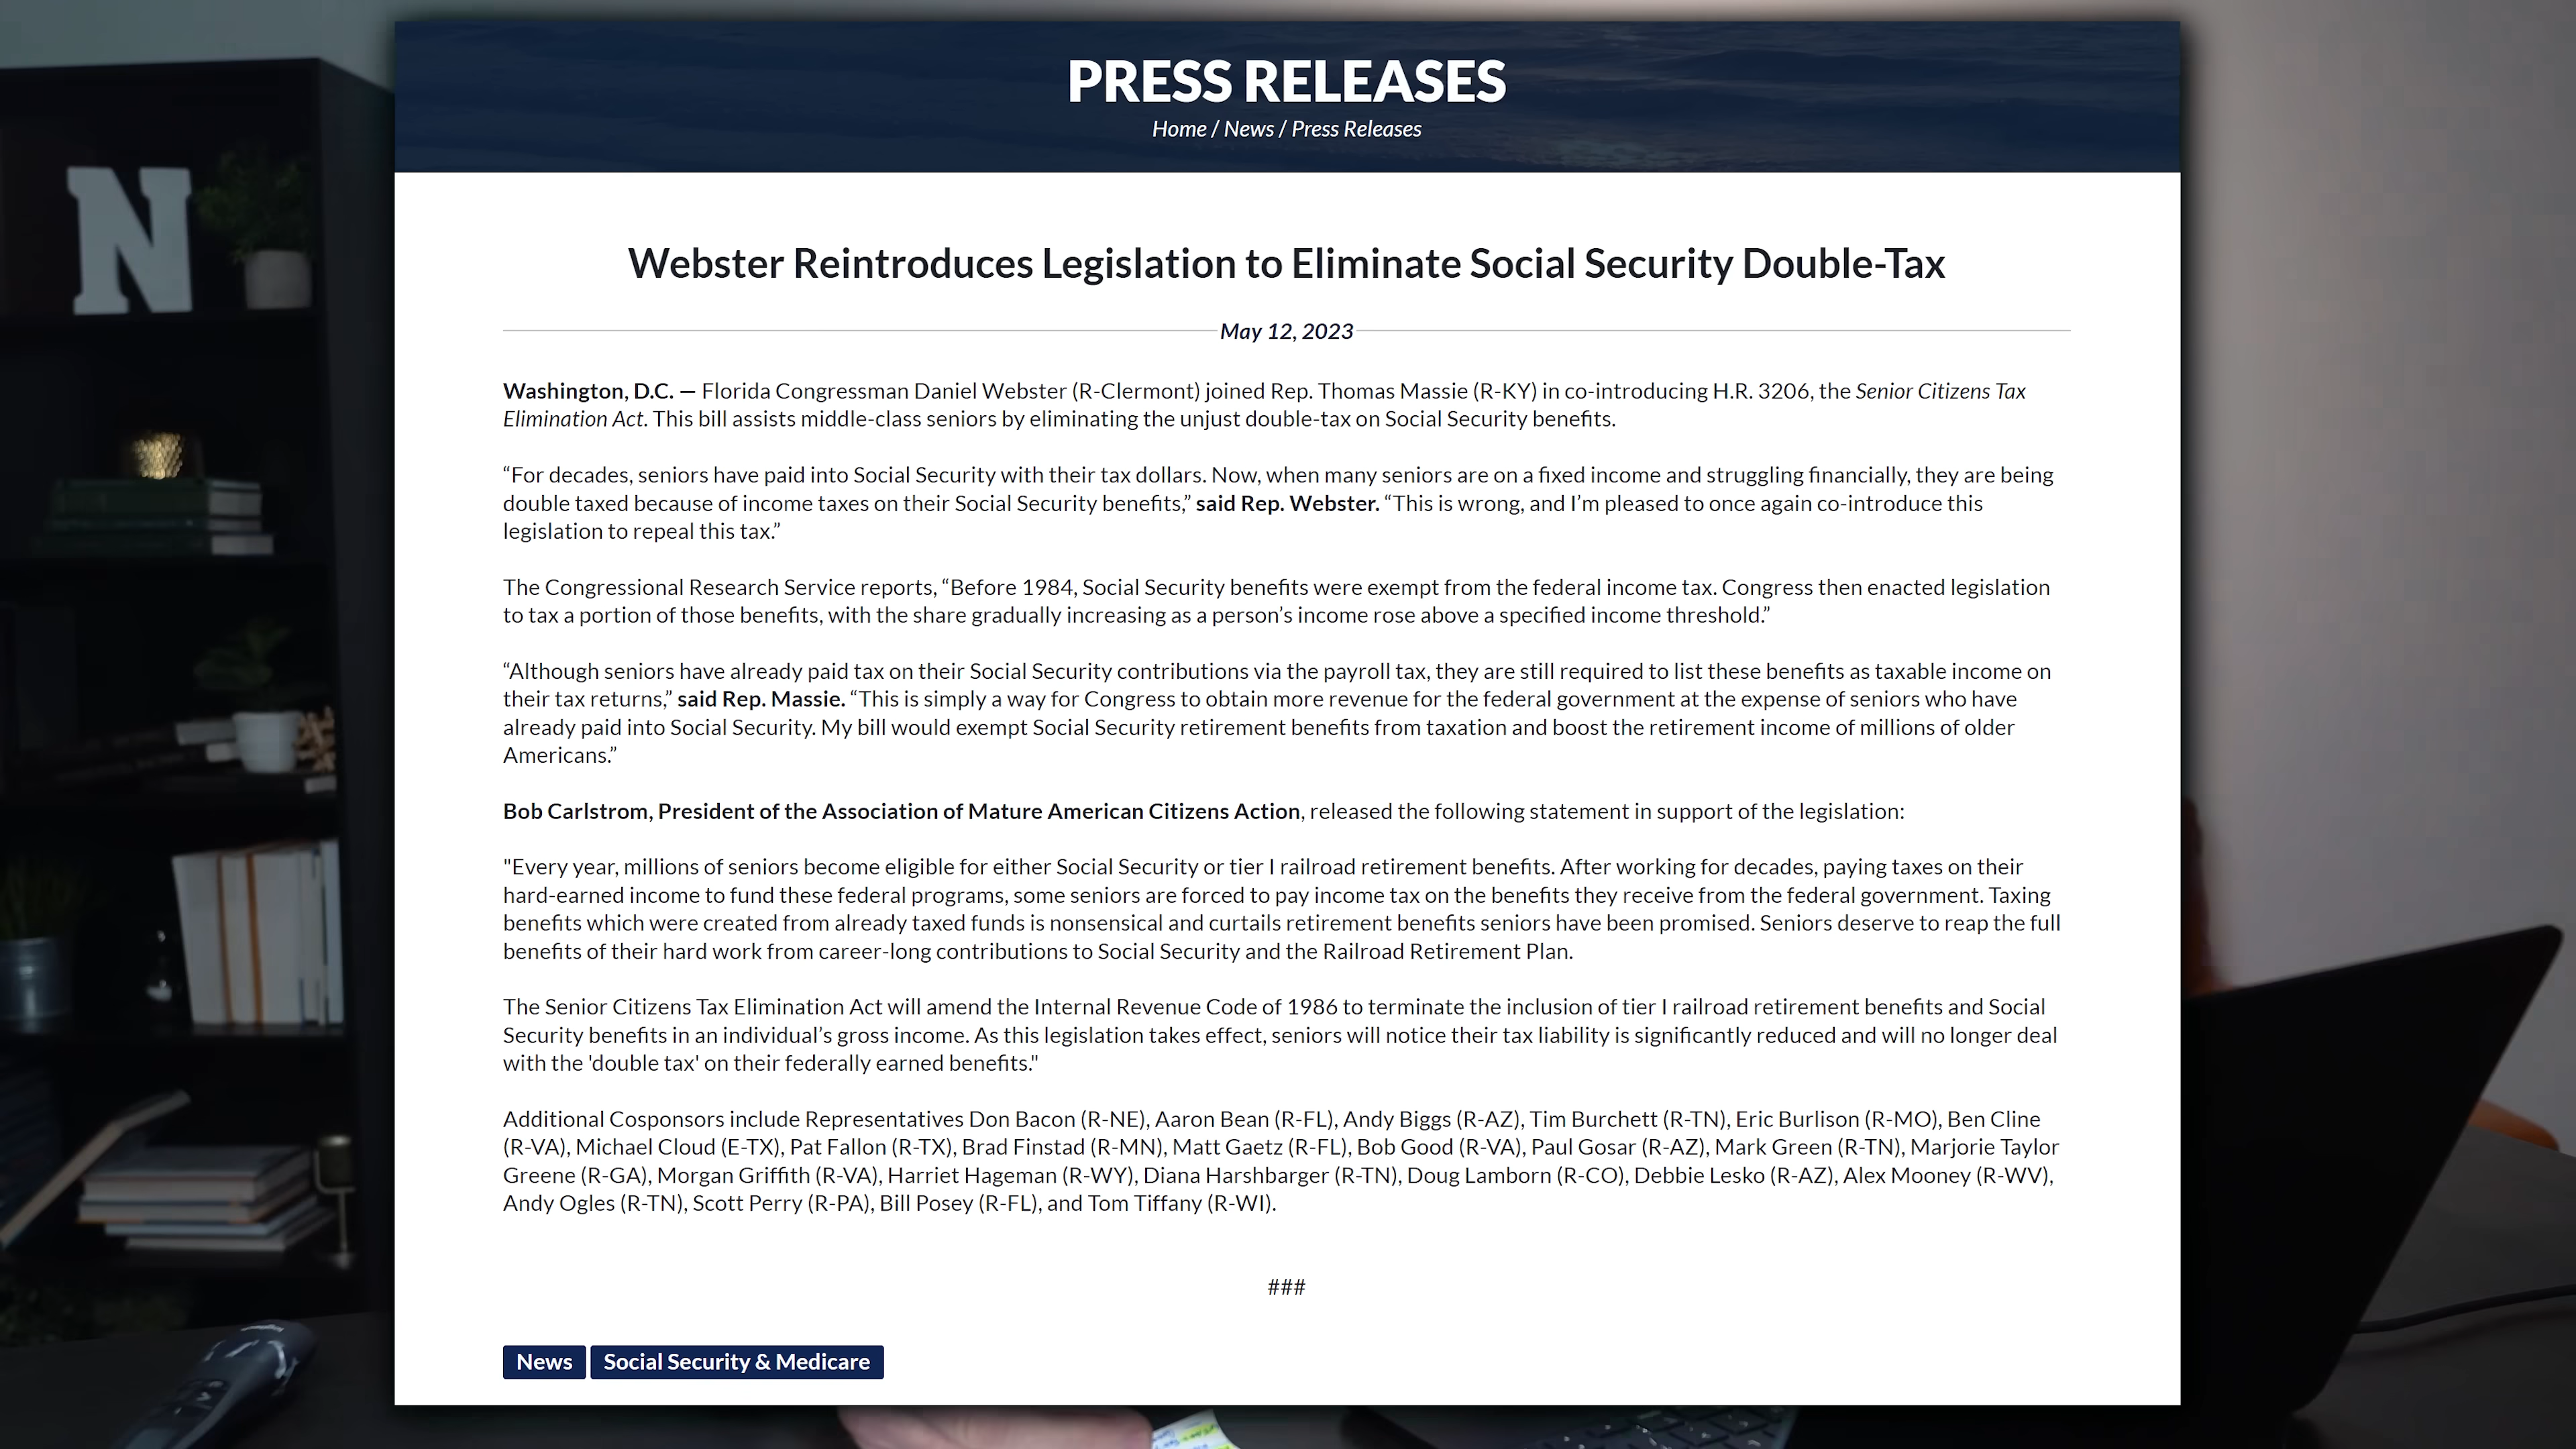 PRESS RELEASES
Home / News / Press Releases
Webster Reintroduces Legislation to Eliminate Social Security Double-Tax
May 12, 2023
Washington, D.C. — Florida Congressman Daniel Webster (R-Clermont) joined Rep. Thomas Massie (R-KY) in co-introducing H.R. 3206, the Senior Citizens Tax
Elimination Act. This bill assists middle-class seniors by eliminating the unjust double-tax on Social Security benefits.
“For decades, seniors have paid into Social Security with their tax dollars. Now, when many seniors are on a fixed income and struggling financially, they are being
double taxed because of income taxes on their Social Security benefits,” said Rep. Webster. “This is wrong, and I’m pleased to once again co-introduce this
legislation to repeal this tax.”
The Congressional Research Service reports, “Before 1984, Social Security benefits were exempt from the federal income tax. Congress then enacted legislation
to tax a portion of those benefits, with the share gradually increasing as a person’s income rose above a specified income threshold.”
“Although seniors have already paid tax on their Social Security contributions via the payroll tax, they are still required to list these benefits as taxable income on
their tax returns,” said Rep. Massie. “This is simply a way for Congress to obtain more revenue for the federal government at the expense of seniors who have
already paid into Social Security. My bill would exempt Social Security retirement benefits from taxation and boost the retirement income of millions of older
Americans.”
Bob Carlstrom, President of the Association of Mature American Citizens Action, released the following statement in support of the legislation:
"Every year, millions of seniors become eligible for either Social Security or tier I railroad retirement benefits. After working for decades, paying taxes on their
hard-earned income to fund these federal programs, some seniors are forced to pay income tax on the benefits they receive from the federal government. Taxing
benefits which were created from already taxed funds is nonsensical and curtails retirement benefits seniors have been promised. Seniors deserve to reap the full
benefits of their hard work from career-long contributions to Social Security and the Railroad Retirement Plan.
The Senior Citizens Tax Elimination Act will amend the Internal Revenue Code of 1986 to terminate the inclusion of tier I railroad retirement benefits and Social
Security benefits in an individual’s gross income. As this legislation takes effect, seniors will notice their tax liability is significantly reduced and will no longer deal
with the 'double tax' on their federally earned benefits."
Additional Cosponsors include Representatives Don Bacon (R-NE), Aaron Bean (R-FL), Andy Biggs (R-AZ), Tim Burchett (R-TN), Eric Burlison (R-MO), Ben Cline
(R-VA), Michael Cloud (E-TX), Pat Fallon (R-TX), Brad Finstad (R-MN), Matt Gaetz (R-FL), Bob Good (R-VA), Paul Gosar (R-AZ), Mark Green (R-TN), Marjorie Taylor
Greene (R-GA), Morgan Griffith (R-VA), Harriet Hageman (R-WY), Diana Harshbarger (R-TN), Doug Lamborn (R-CO), Debbie Lesko (R-AZ), Alex Mooney (R-WV),
Andy Ogles (R-TN), Scott Perry (R-PA), Bill Posey (R-FL), and Tom Tiffany (R-WI).
###
News
Social Security & Medicare
N